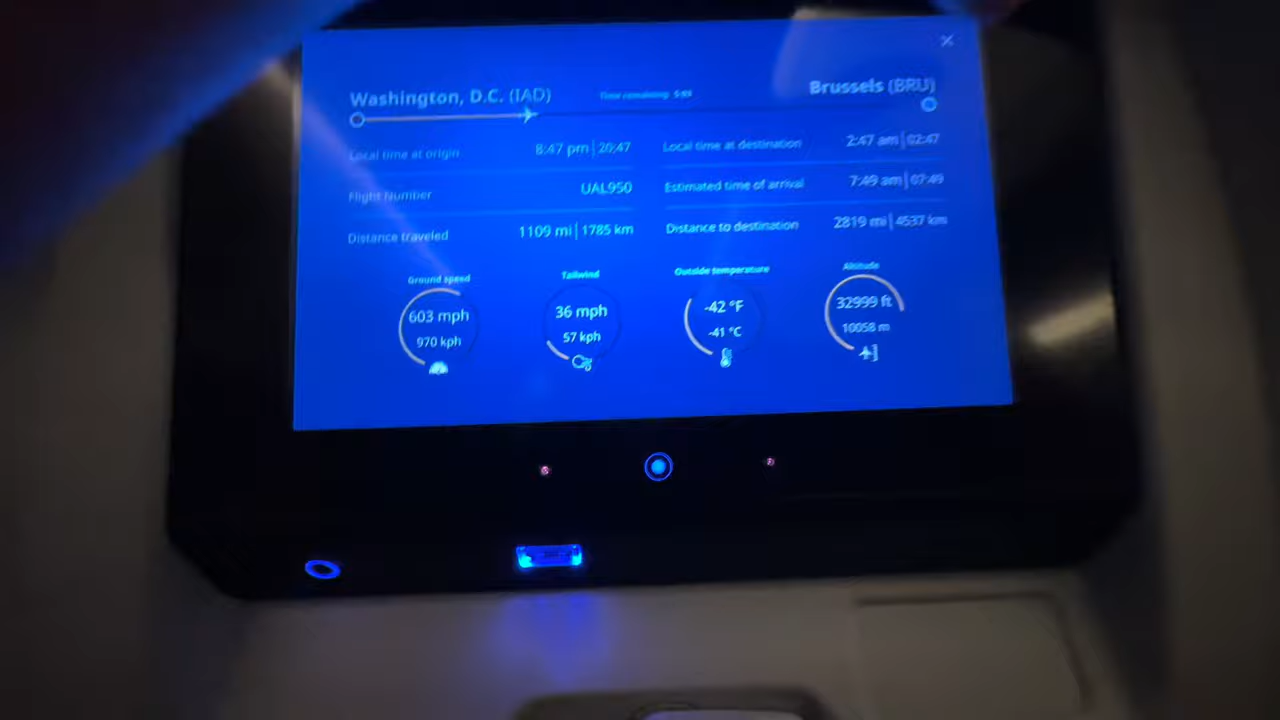 Washington, D.C. (IAD)
Time remaining:
Brussels (BRU)
Local time at origin 8:47 pm|20:47
Local time at destination 2:47 am|02:47
Flight Number UAL950
Estimated time of arrival 7:49 am|07:49
Distance traveled 1109 mi|1785 km
Distance to destination 2819 mi|4537 km
Ground speed
Tailwind
Outside temperature
Altitude
603 mph
36 mph
-42 °F
32999 ft
970 kph
57 kph
-41 °C
10058 m